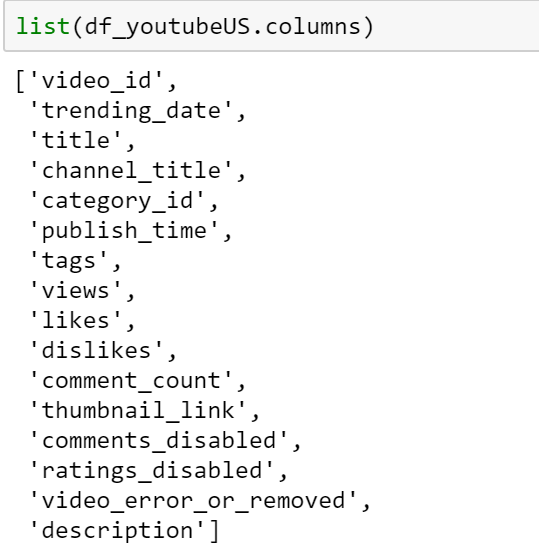 list(df_youtubeUS.columns)
['video_id',
'trending_date',
'title',
'channel_title',
'category_id',
'publish_time',
'tags',
'views',
'likes',
'dislikes',
'comment_count',
'thumbnail_link',
'comments_disabled',
'ratings_disabled',
'video_error_or_removed',
'description']